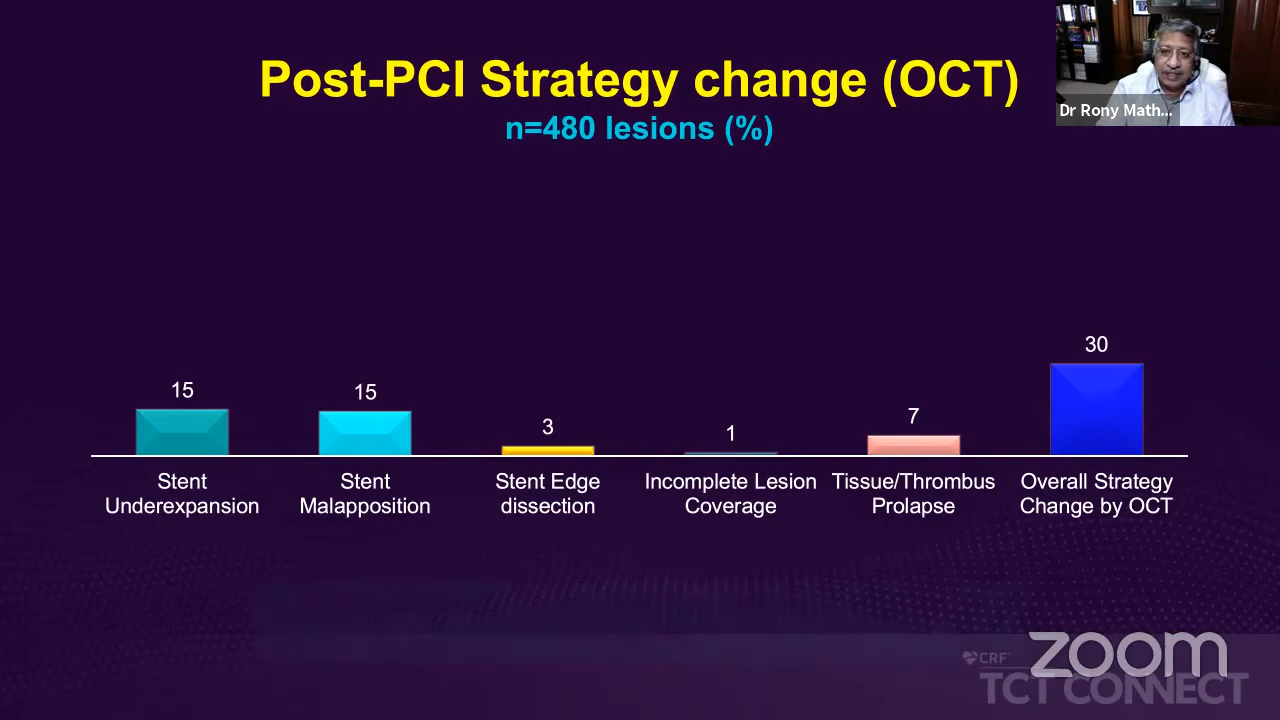 Post-PCI Strategy change (OCT)
n=480 lesions (%)
Dr Rony Math...
15
15
3
1
7
30
Stent
Underexpansion
Stent
Malapposition
Stent Edge
dissection
Incomplete Lesion
Coverage
Tissue/Thrombus
Prolapse
Overall Strategy
Change by OCT
CRF
zoom
TCT CONNECT